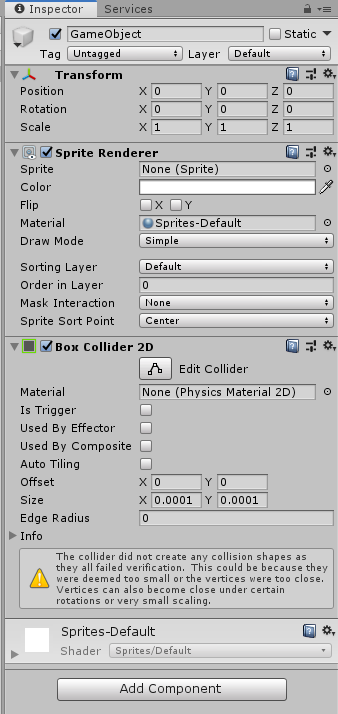 Inspector Services
GameObject Static
Tag Untagged Layer Default
Transform
Position X 0 Y 0 Z 0
Rotation X 0 Y 0 Z 0
Scale X 1 Y 1 Z 1
Sprite Renderer
Sprite None (Sprite)
Color
Flip X Y
Material Sprites-Default
Draw Mode Simple
Sorting Layer Default
Order in Layer 0
Mask Interaction None
Sprite Sort Point Center
Box Collider 2D
Edit Collider
Material None (Physics Material 2D)
Is Trigger
Used By Effector
Used By Composite
Auto Tiling
Offset X 0 Y 0
Size X 0.0001 Y 0.0001
Edge Radius 0
Info
The collider did not create any collision shapes as
they all failed verification. This could be because they
were deemed too small or the vertices were too close.
Vertices can also become close under certain
rotations or very small scaling.
Sprites-Default
Shader Sprites/Default
Add Component